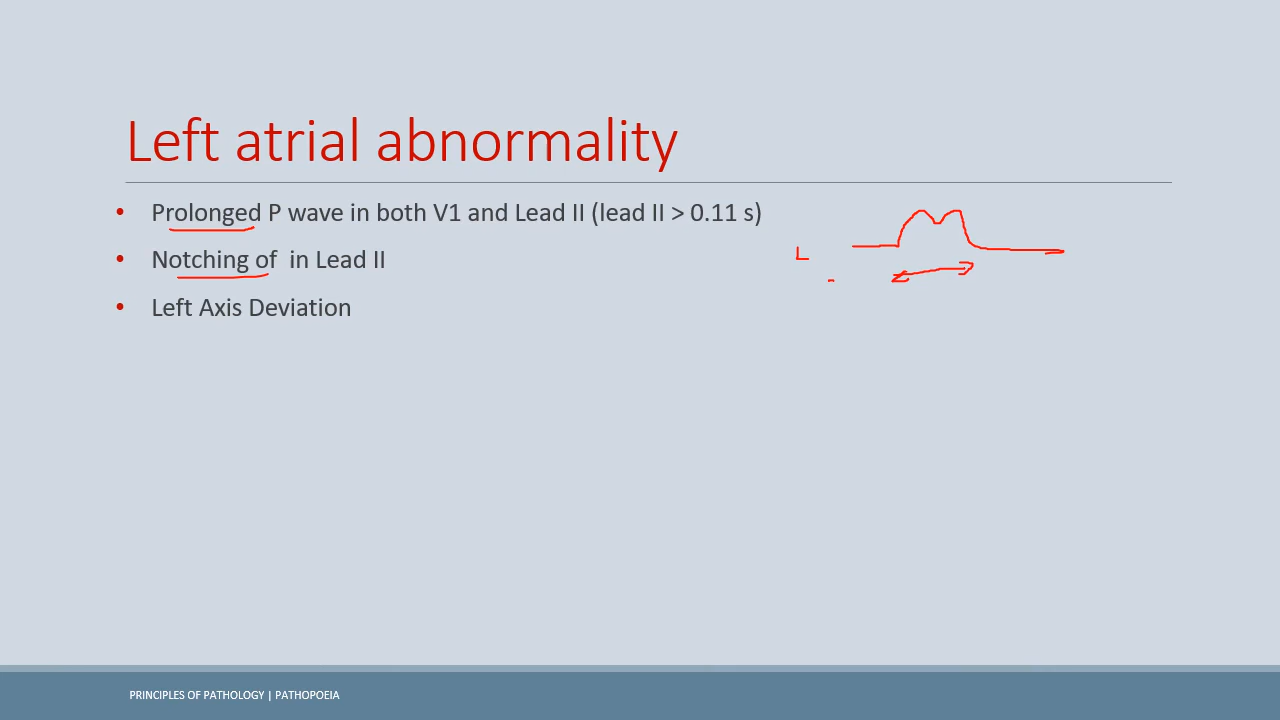 Left atrial abnormality
• Prolonged P wave in both V1 and Lead II (lead II > 0.11 s)
• Notching of  in Lead II
• Left Axis Deviation
L
PRINCIPLES OF PATHOLOGY | PATHOPOEIA